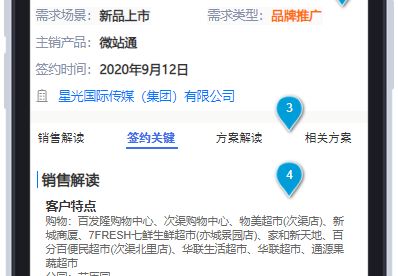 需求场景：新品上市 需求类型：品牌推广
主销产品：微站通
签约时间：2020年9月12日
星光国际传媒（集团）有限公司
3
销售解读 签约关键 方案解读 相关方案
4
销售解读
客户特点
购物：百发隆购物中心、次渠购物中心、物美超市(次渠店)、新
城商厦、7FRESH七鲜生鲜超市(亦城景园店)、家和新天地、百
分百便民超市(次渠北里店)、华联生活超市、华联超市、通源果
蔬超市